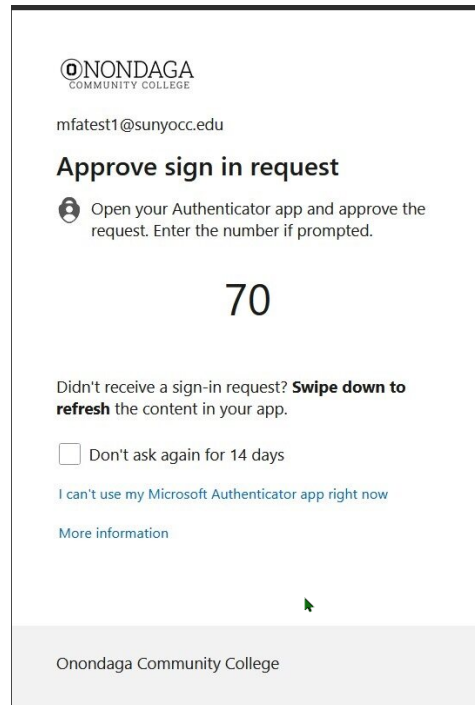 ONONDAGA
COMMUNITY COLLEGE
mfatest1@sunyocc.edu
Approve sign in request
Open your Authenticator app and approve the
request. Enter the number if prompted.
70
Didn't receive a sign-in request? Swipe down to
refresh the content in your app.
Don't ask again for 14 days
I can't use my Microsoft Authenticator app right now
More information
Onondaga Community College